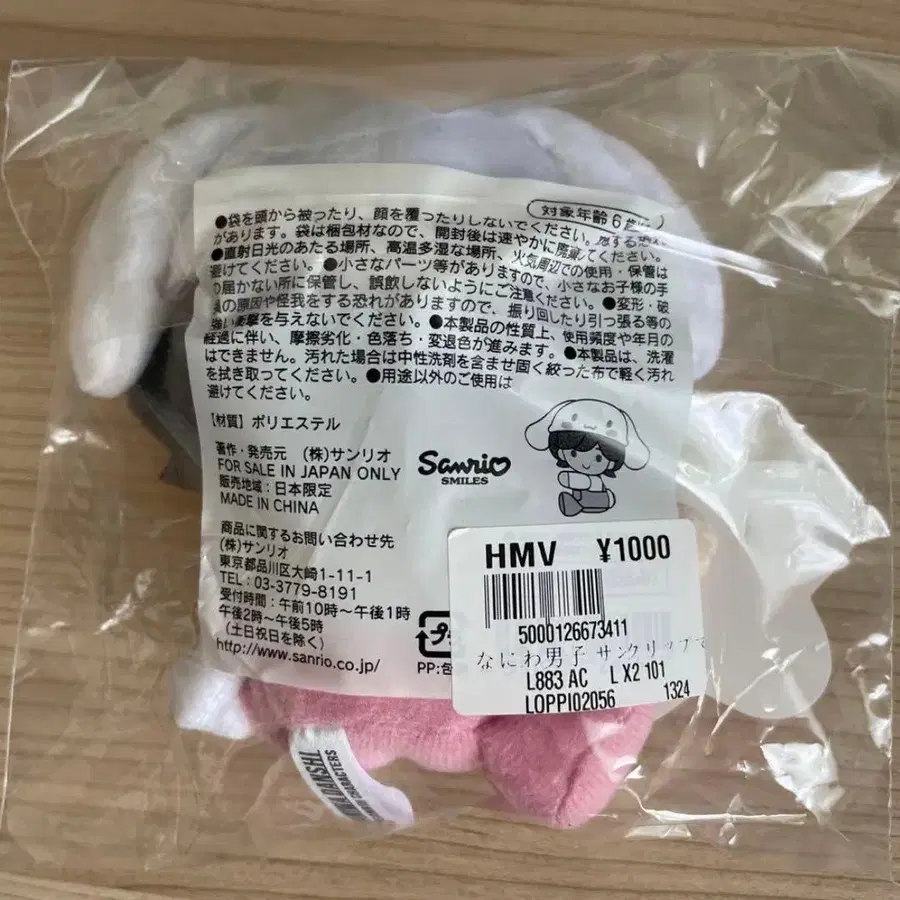 対象年齢6歳
●袋を頭から被ったり、顔を覆ったりしないでください。
があります。袋は梱包材なので、開封後は速やかに廃棄してください。
●直射日光のあたる場所、高温多湿な場所、火気周辺での使用・保管は
避けてください。●小さなパーツ等がありますので、小さなお子様の手
の届かない所に保管し、誤飲しないようにご注意ください。●変形・破
損の原因や怪我をする恐れがありますので、振り回したり引っ張る等の
強い衝撃を与えないでください。●本製品の性質上、使用頻度や年月の
経過に伴い、摩擦劣化・色落ち・変退色が進みます。●本製品は、洗濯
はできません。汚れた場合は中性洗剤を含ませ固く絞った布で軽く汚れ
を拭き取ってください。●用途以外のご使用は
避けてください。
【材質】ポリエステル
著作・発売元 (株)サンリオ
FOR SALE IN JAPAN ONLY
販売地域:日本限定
MADE IN CHINA
Sanrio
SMILES
商品に関するお問い合わせ先
(株)サンリオ
東京都品川区大崎1-11-1
TEL:03-3779-8191
受付時間:午前10時〜午後1時
午後2時〜午後5時
(土日祝日を除く)
http://www.sanrio.co.jp/
プラ
PP:包
HMV ¥1000
5000126673411
なにわ男子 サンクリップマ
L883 AC L X2 101
LOPPI02056 1324
DANSHI
CHARACTERS